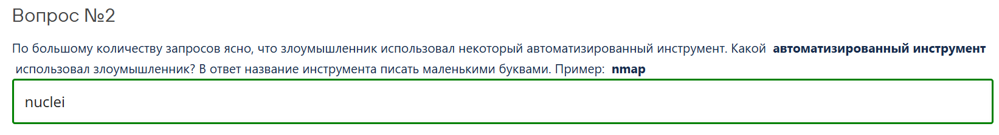 Вопрос №2
По большому количеству запросов ясно, что злоумышленник использовал некоторый автоматизированный инструмент. Какой автоматизированный инструмент
использовал злоумышленник? В ответ название инструмента писать маленькими буквами. Пример: nmap
nuclei